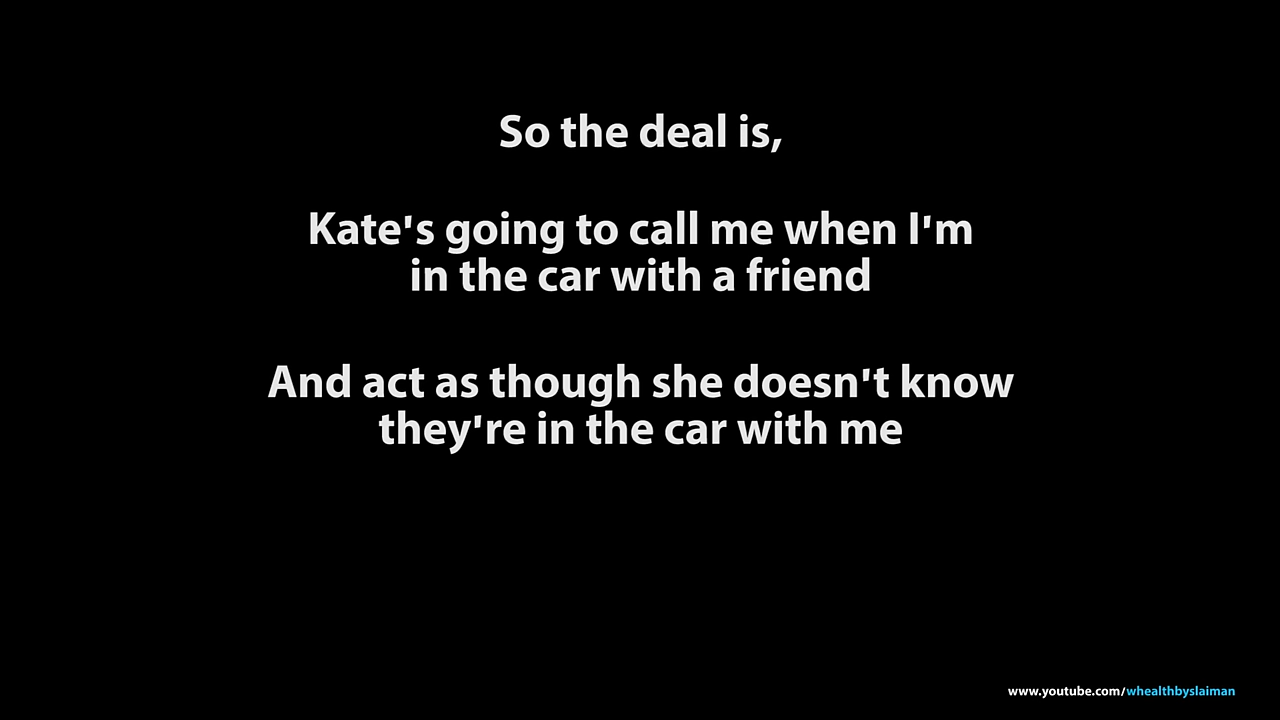 So the deal is,
Kate's going to call me when I'm
in the car with a friend
And act as though she doesn't know
they're in the car with me
www.youtube.com/whealthbyslaiman